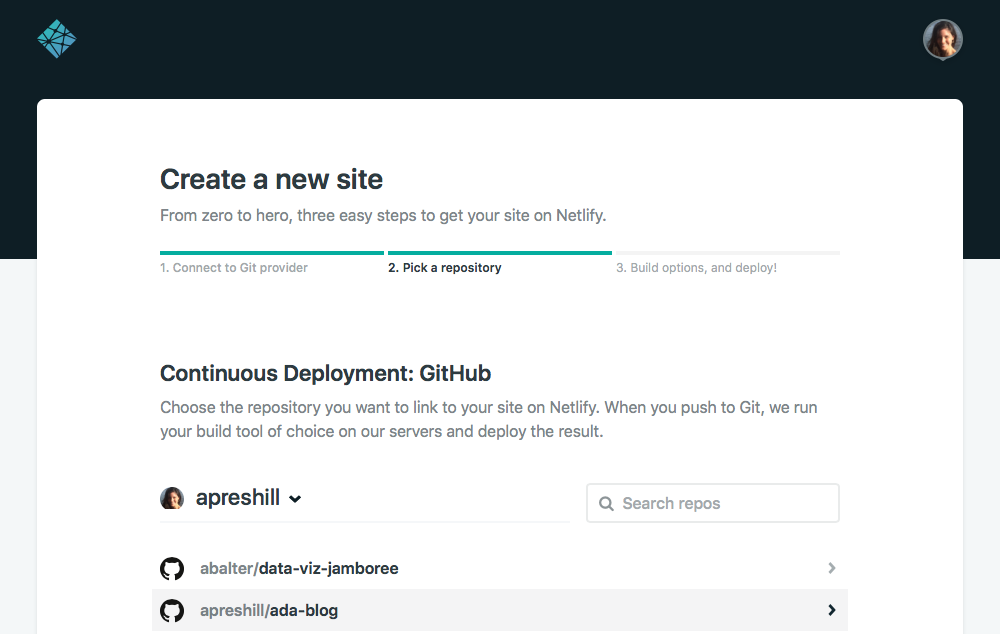 Create a new site
From zero to hero, three easy steps to get your site on Netlify.
1. Connect to Git provider
2. Pick a repository
3. Build options, and deploy!
Continuous Deployment: GitHub
Choose the repository you want to link to your site on Netlify. When you push to Git, we run
your build tool of choice on our servers and deploy the result.
apreshill
Search repos
abalter/data-viz-jamboree
apreshill/ada-blog